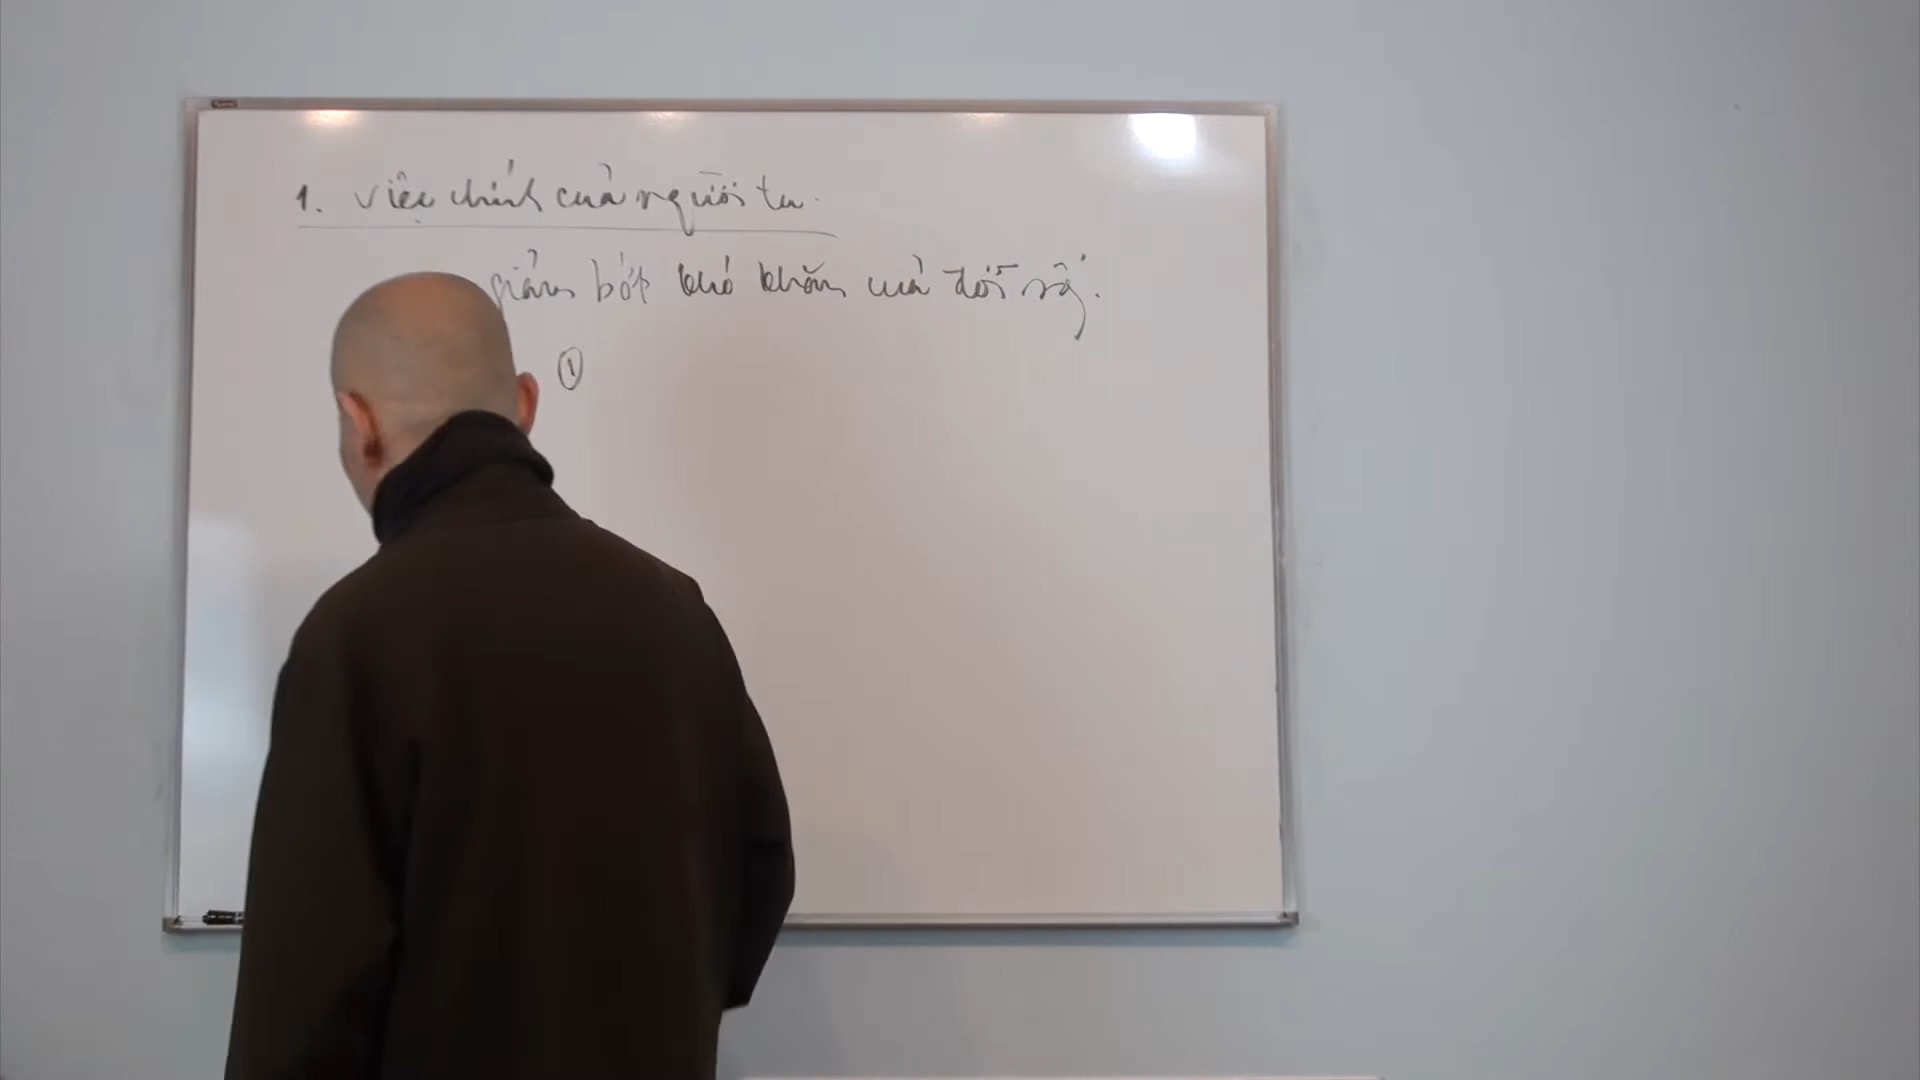 1. Việc chính của người tu.
giảm bớt khó khăn của đời sống.
①